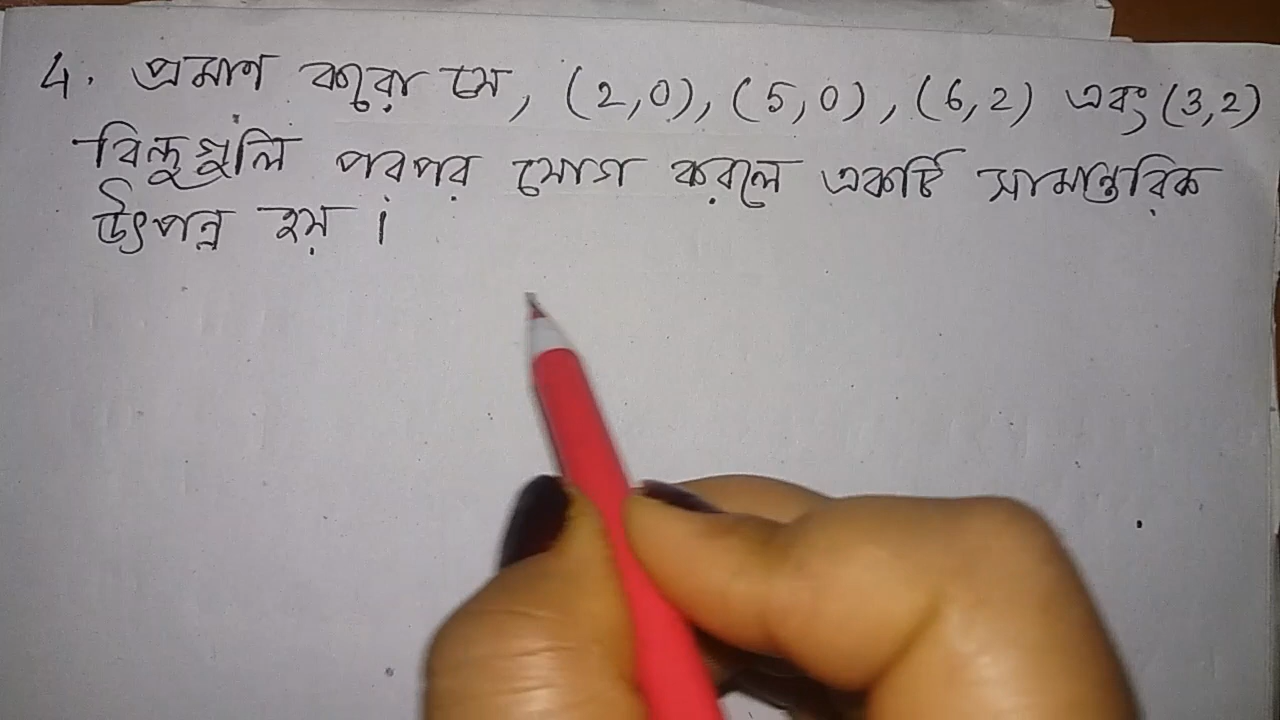 4. প্রমাণ করো যে, (2,0), (5,0), (6,2) এবং (3,2)
বিন্দুগুলি পরপর যোগ করলে একটি সামান্তরিক
উৎপন্ন হয়।